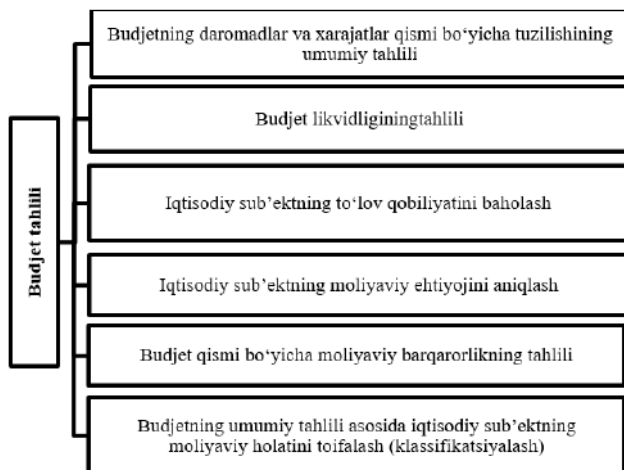 Budjet tahlili
Budjetning daromadlar va xarajatlar qismi bo‘yicha tuzilishining
umumiy tahlili
Budjet likvidliginingtahlili
Iqtisodiy sub’ektning to‘lov qobiliyatini baholash
Iqtisodiy sub’ektning moliyaviy ehtiyojini aniqlash
Budjet qismi bo‘yicha moliyaviy barqarorlikning tahlili
Budjetning umumiy tahlili asosida iqtisodiy sub’ektning
moliyaviy holatini toifalash (klassifikatsiyalash)